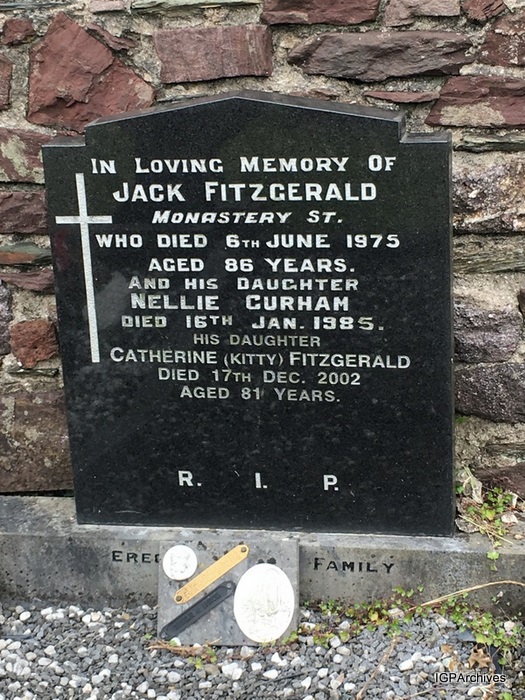 IN LOVING MEMORY OF
JACK FITZGERALD
MONASTERY ST.
WHO DIED 6TH JUNE 1975
AGED 86 YEARS.
AND HIS DAUGHTER
NELLIE CURHAM
DIED 16TH JAN. 1985.
HIS DAUGHTER
CATHERINE (KITTY) FITZGERALD
DIED 17TH DEC. 2002
AGED 81 YEARS.
R. I. P.
FAMILY
IGPArchives